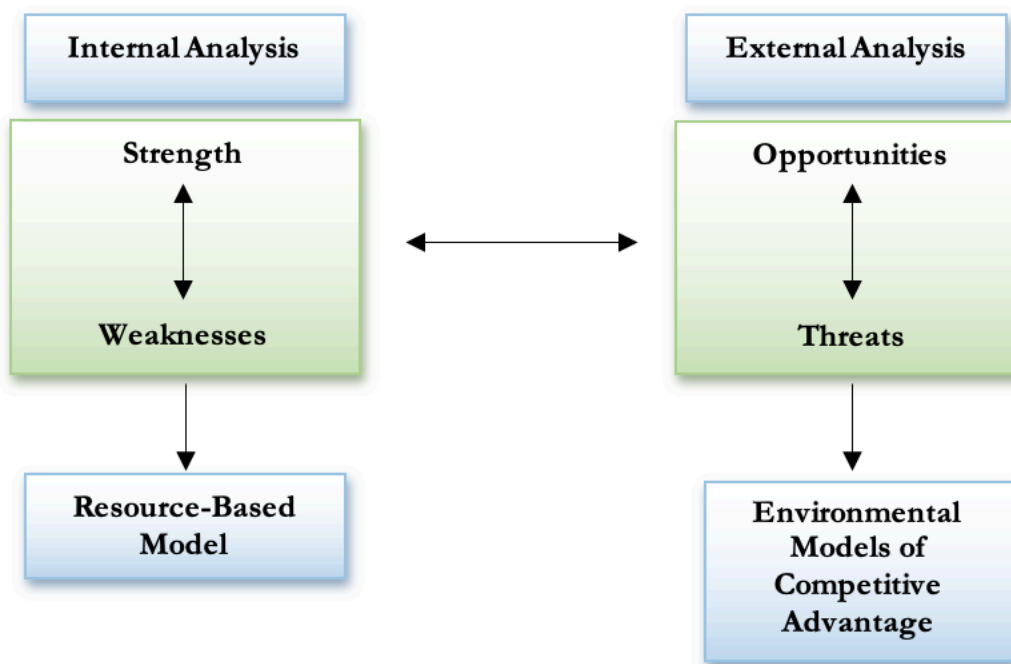 Internal Analysis
External Analysis
Strength
Weaknesses
Opportunities
Threats
Resource-Based
Model
Environmental
Models of
Competitive
Advantage